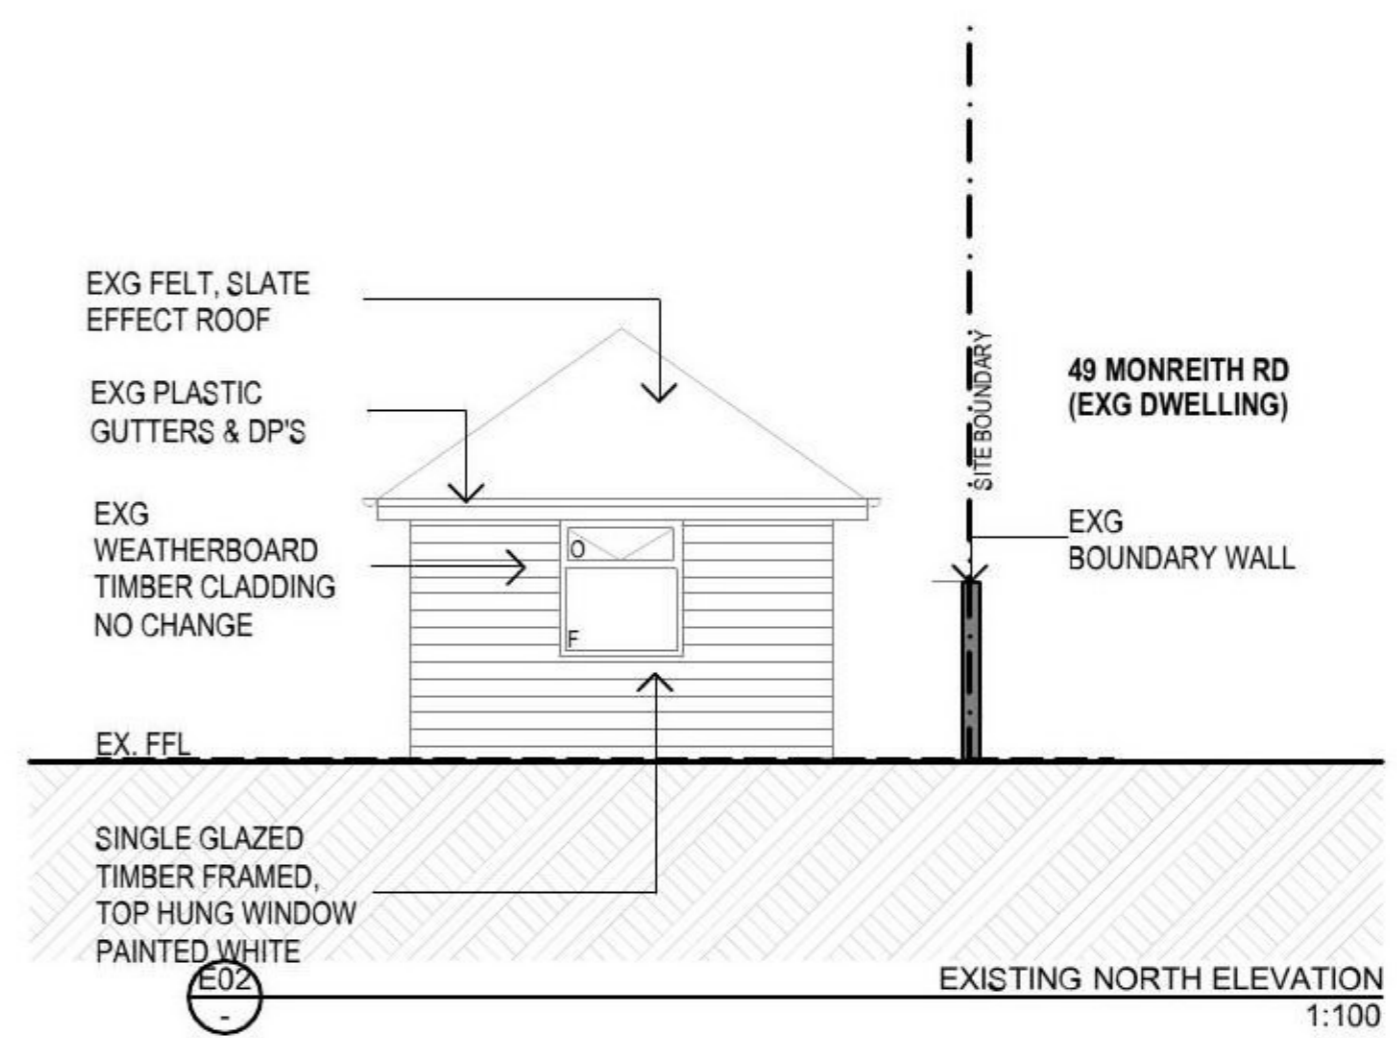 EXG FELT, SLATE
EFFECT ROOF
EXG PLASTIC
GUTTERS & DP'S
EXG
WEATHERBOARD
TIMBER CLADDING
NO CHANGE
O
F
SITE BOUNDARY
49 MONREITH RD
(EXG DWELLING)
EXG
BOUNDARY WALL
EX. FFL
SINGLE GLAZED
TIMBER FRAMED,
TOP HUNG WINDOW
PAINTED WHITE
E02
-
EXISTING NORTH ELEVATION
1:100